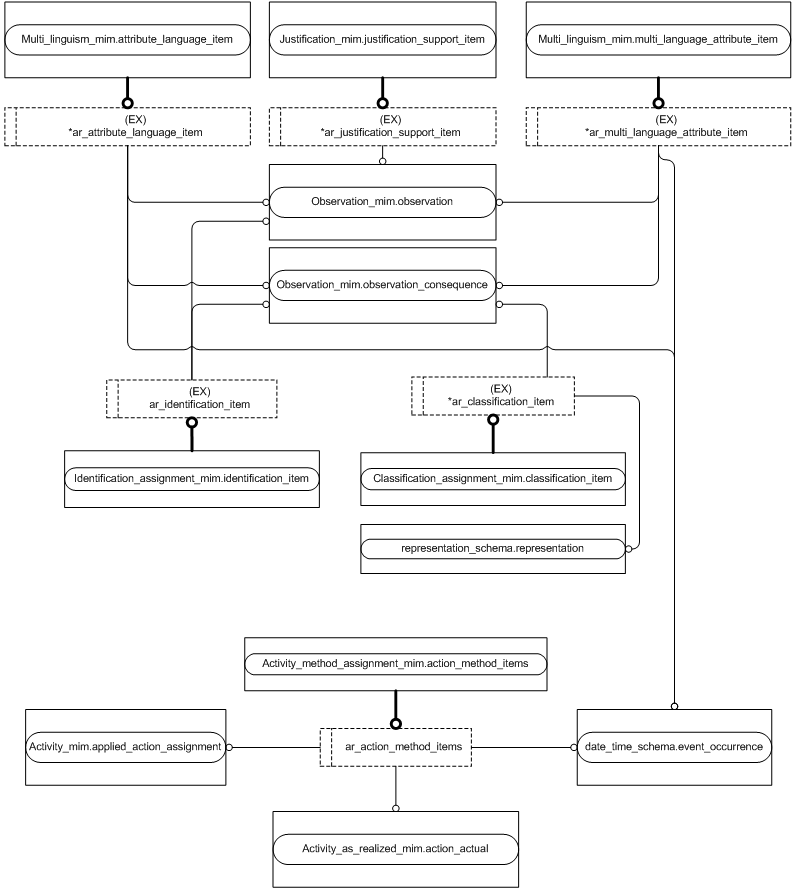 Multi_linguism_mim.attribute_language_item
Justification_mim.justification_support_item
Multi_linguism_mim.multi_language_attribute_item
(EX)
*ar_attribute_language_item
(EX)
*ar_justification_support_item
(EX)
*ar_multi_language_attribute_item
Observation_mim.observation
Observation_mim.observation_consequence
(EX)
ar_identification_item
(EX)
*ar_classification_item
Identification_assignment_mim.identification_item
Classification_assignment_mim.classification_item
representation_schema.representation
Activity_method_assignment_mim.action_method_items
Activity_mim.applied_action_assignment
ar_action_method_items
date_time_schema.event_occurrence
Activity_as_realized_mim.action_actual